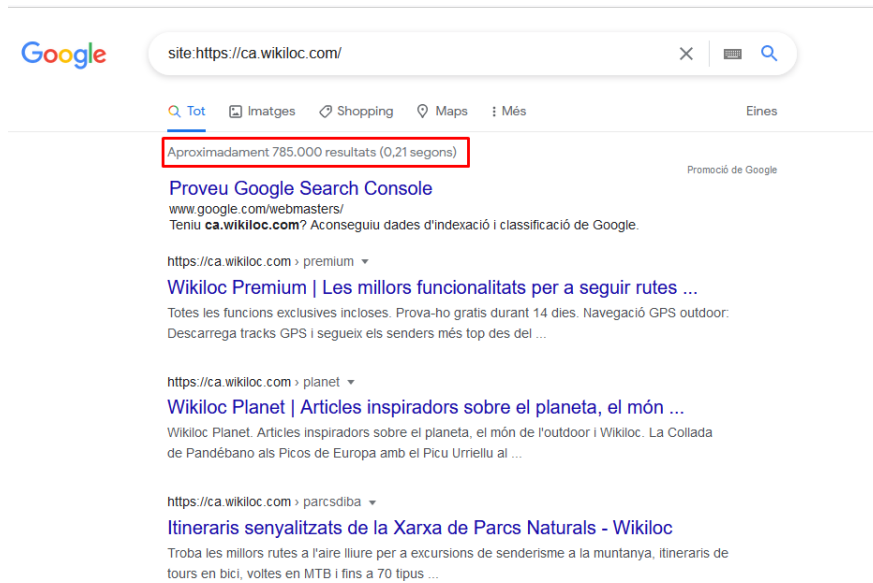 Google
site:https://ca.wikiloc.com/
Tot Imatges Shopping Maps Més Eines
Aproximadament 785.000 resultats (0,21 segons)
Promoció de Google
Proveu Google Search Console
www.google.com/webmasters/
Teniu ca.wikiloc.com? Aconseguiu dades d'indexació i classificació de Google.
https://ca.wikiloc.com › premium
Wikiloc Premium | Les millors funcionalitats per a seguir rutes ...
Totes les funcions exclusives incloses. Prova-ho gratis durant 14 dies. Navegació GPS outdoor:
Descarrega tracks GPS i segueix els senders més top des del ...
https://ca.wikiloc.com › planet
Wikiloc Planet | Articles inspiradors sobre el planeta, el món ...
Wikiloc Planet. Articles inspiradors sobre el planeta, el món de l'outdoor i Wikiloc. La Collada
de Pandébano als Picos de Europa amb el Picu Urriellu al ...
https://ca.wikiloc.com › parcsdiba
Itineraris senyalitzats de la Xarxa de Parcs Naturals - Wikiloc
Troba les millors rutes a l'aire lliure per a excursions de senderisme a la muntanya, itineraris de
tours en bici, voltes en MTB i fins a 70 tipus ...